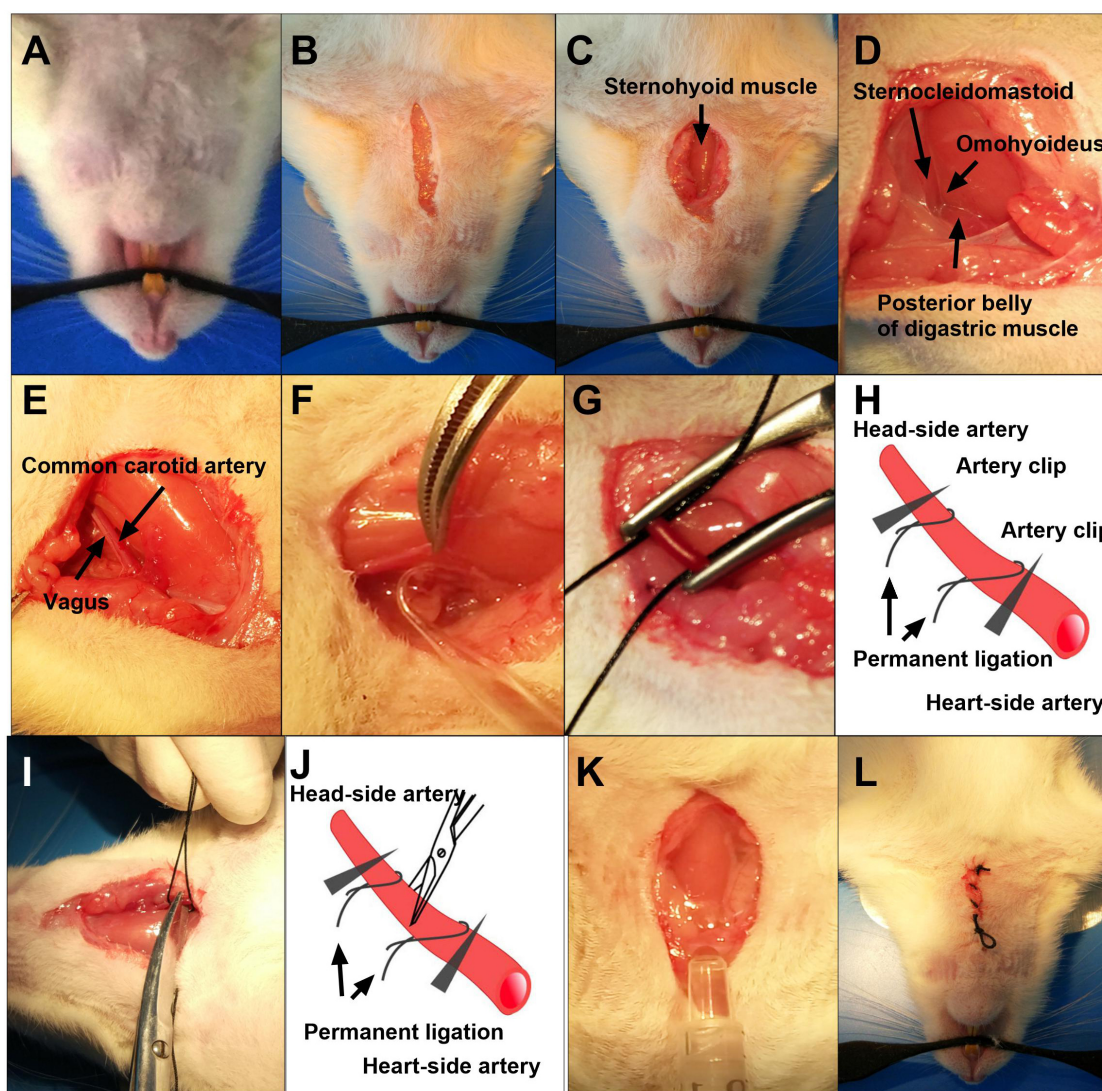 A
B
C
Sternohyoid muscle
D
Sternocleidomastoid
Omohyoideus
Posterior belly
of digastric muscle
E
Common carotid artery
Vagus
F
G
H
Head-side artery
Artery clip
Artery clip
Permanent ligation
Heart-side artery
I
J
Head-side artery
Permanent ligation
Heart-side artery
K
L